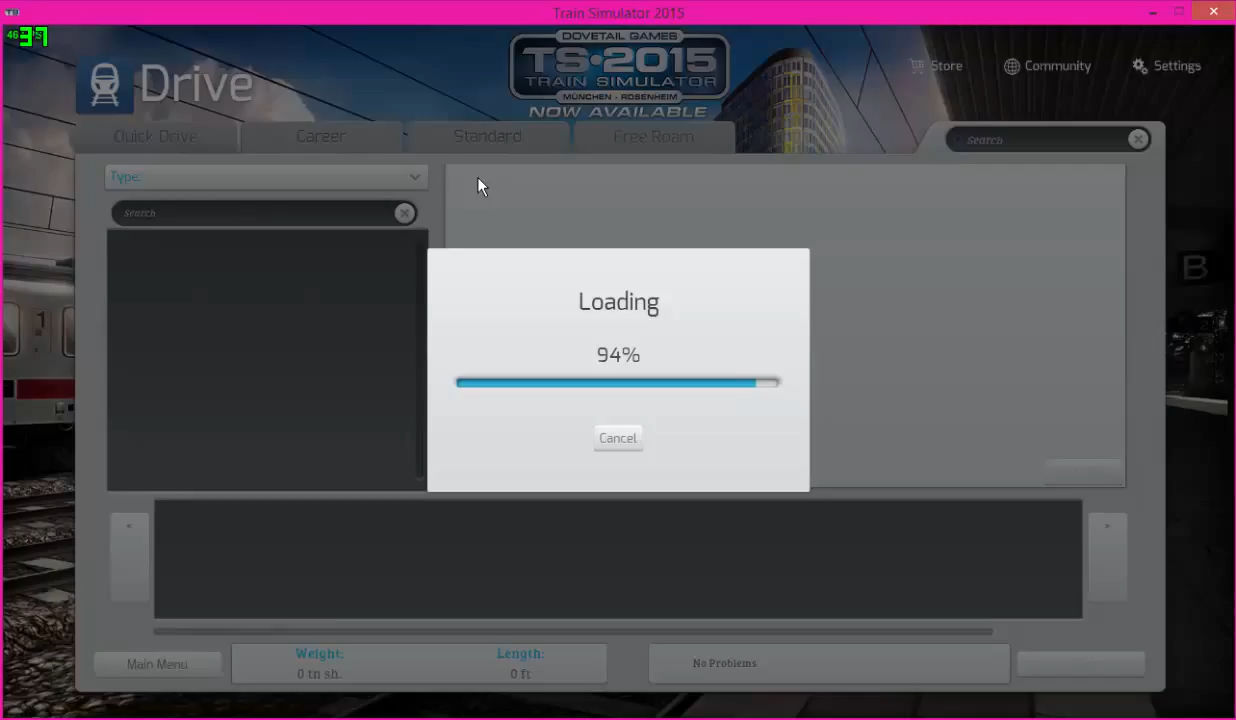 Train Simulator 2015
37
DOVETAIL GAMES
TS·2015
TRAIN SIMULATOR
MÜNCHEN - ROSENHEIM
NOW AVAILABLE
Drive
Store
Community
Settings
Quick Drive
Career
Standard
Free Roam
Search
Type:
Search
B
1
Loading
94%
Cancel
«
»
Main Menu
Weight:
0 tn sh.
Length:
0 ft
No Problems